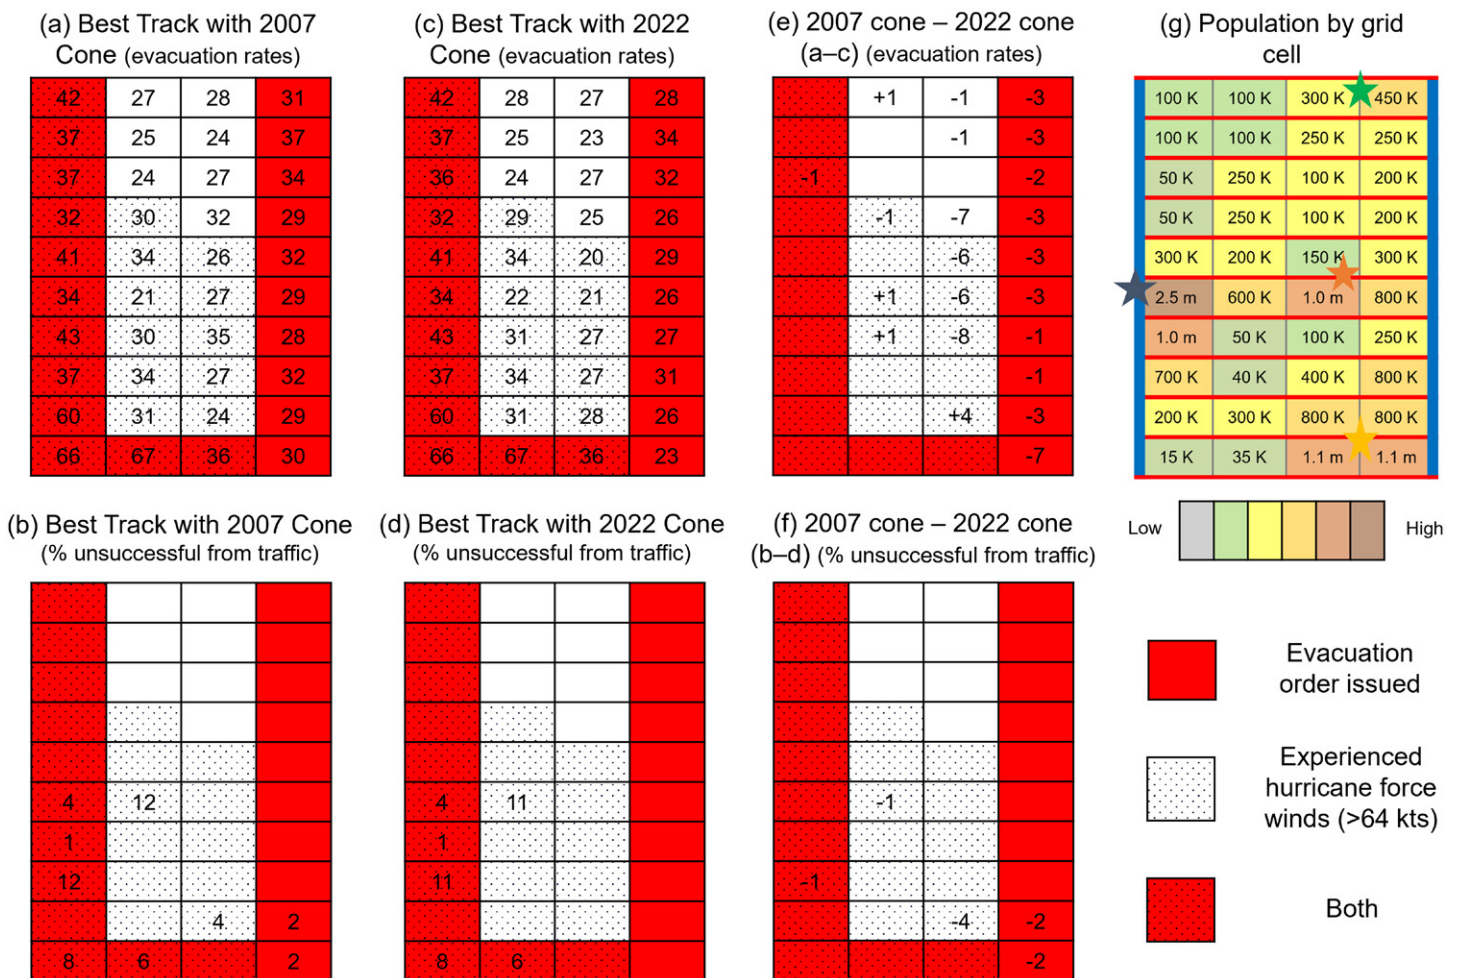 (a) Best Track with 2007
Cone (evacuation rates)
42 27 28 31
37 25 24 37
37 24 27 34
32 30 32 29
41 34 26 32
34 21 27 29
43 30 35 28
37 34 27 32
60 31 24 29
66 67 36 30
(c) Best Track with 2022
Cone (evacuation rates)
42 28 27 28
37 25 23 34
36 24 27 32
32 29 25 26
41 34 20 29
34 22 21 26
43 31 27 27
37 34 27 31
60 31 28 26
66 67 36 23
(e) 2007 cone – 2022 cone
(a–c) (evacuation rates)
+1 -1 -3
-1 -3
-1 -2
-1 -7 -3
-6 -3
+1 -6 -3
+1 -8 -1
-1
+4 -3
-7
(g) Population by grid
cell
100 K 100 K 300 K 450 K
100 K 100 K 250 K 250 K
50 K 250 K 100 K 200 K
50 K 250 K 100 K 200 K
300 K 200 K 150 K 300 K
2.5 m 600 K 1.0 m 800 K
1.0 m 50 K 100 K 250 K
700 K 40 K 400 K 800 K
200 K 300 K 800 K 800 K
15 K 35 K 1.1 m 1.1 m
Low High
(b) Best Track with 2007 Cone
(% unsuccessful from traffic)
4 12
1
12
4 2
8 6 2
(d) Best Track with 2022 Cone
(% unsuccessful from traffic)
4 11
1
11
8 6
(f) 2007 cone – 2022 cone
(b–d) (% unsuccessful from traffic)
-1
-1
-4 -2
-2
Evacuation
order issued
Experienced
hurricane force
winds (>64 kts)
Both